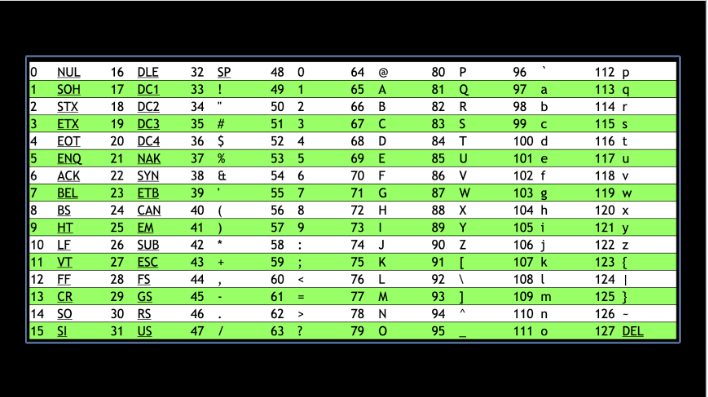 0 NUL 16 DLE 32 SP 48 0 64 @ 80 P 96 ` 112 p
1 SOH 17 DC1 33 ! 49 1 65 A 81 Q 97 a 113 q
2 STX 18 DC2 34 " 50 2 66 B 82 R 98 b 114 r
3 ETX 19 DC3 35 # 51 3 67 C 83 S 99 c 115 s
4 EOT 20 DC4 36 $ 52 4 68 D 84 T 100 d 116 t
5 ENQ 21 NAK 37 % 53 5 69 E 85 U 101 e 117 u
6 ACK 22 SYN 38 & 54 6 70 F 86 V 102 f 118 v
7 BEL 23 ETB 39 ' 55 7 71 G 87 W 103 g 119 w
8 BS 24 CAN 40 ( 56 8 72 H 88 X 104 h 120 x
9 HT 25 EM 41 ) 57 9 73 I 89 Y 105 i 121 y
10 LF 26 SUB 42 * 58 : 74 J 90 Z 106 j 122 z
11 VT 27 ESC 43 + 59 ; 75 K 91 [ 107 k 123 {
12 FF 28 FS 44 , 60 < 76 L 92 \ 108 l 124 |
13 CR 29 GS 45 - 61 = 77 M 93 ] 109 m 125 }
14 SO 30 RS 46 . 62 > 78 N 94 ^ 110 n 126 ~
15 SI 31 US 47 / 63 ? 79 O 95 _ 111 o 127 DEL